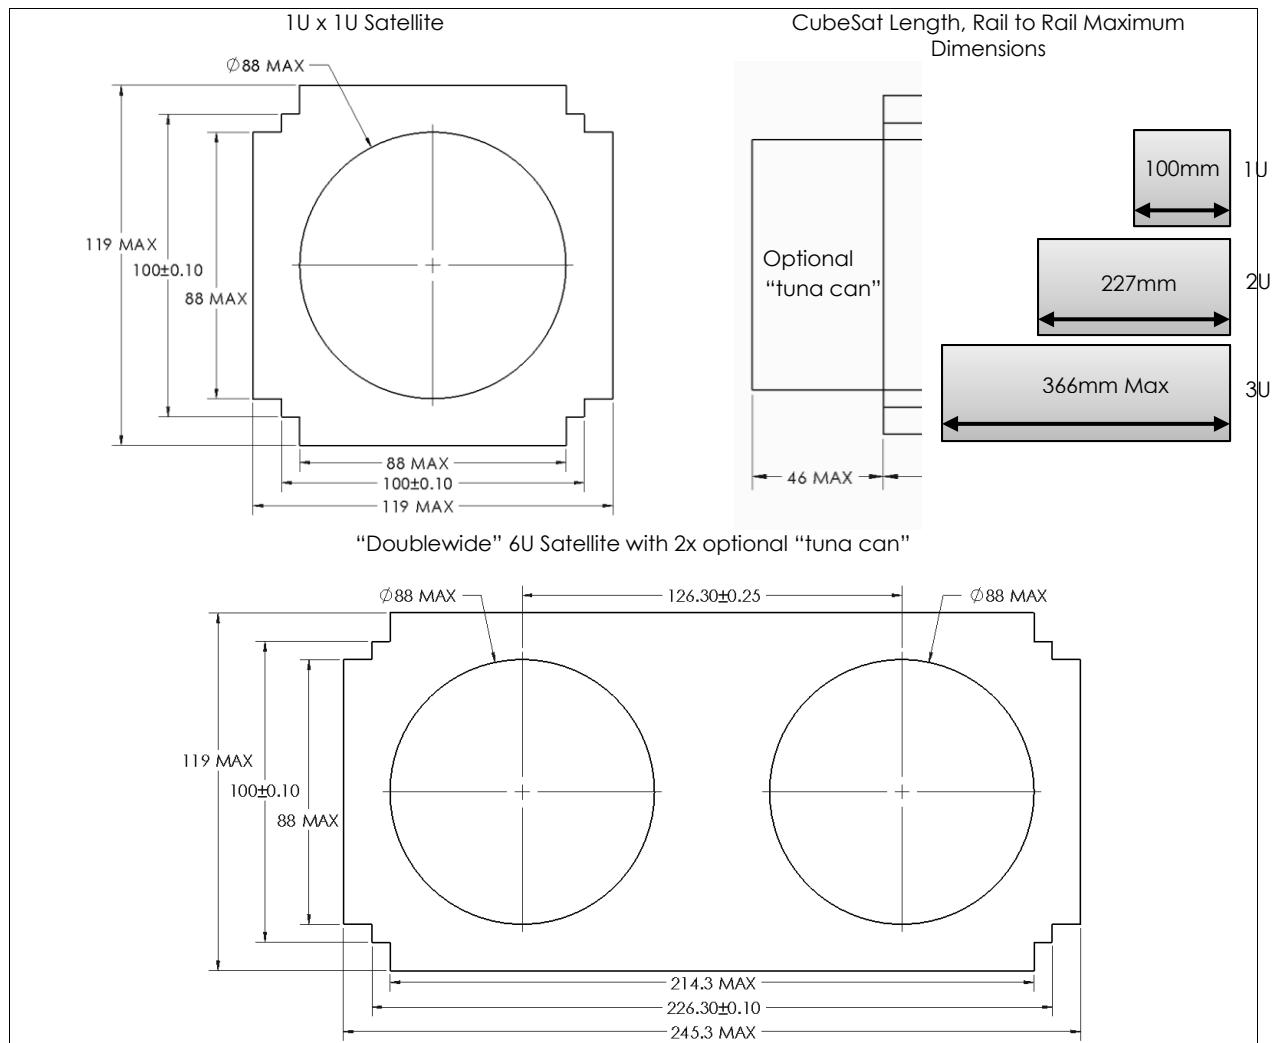 1U x 1U Satellite
CubeSat Length, Rail to Rail Maximum
Dimensions
∅88 MAX
119 MAX
100±0.10
88 MAX
88 MAX
100±0.10
119 MAX
Optional
“tuna can”
46 MAX
100mm
1U
227mm
2U
366mm Max
3U
“Doublewide” 6U Satellite with 2x optional “tuna can”
∅88 MAX
126.30±0.25
∅88 MAX
119 MAX
100±0.10
88 MAX
214.3 MAX
226.30±0.10
245.3 MAX